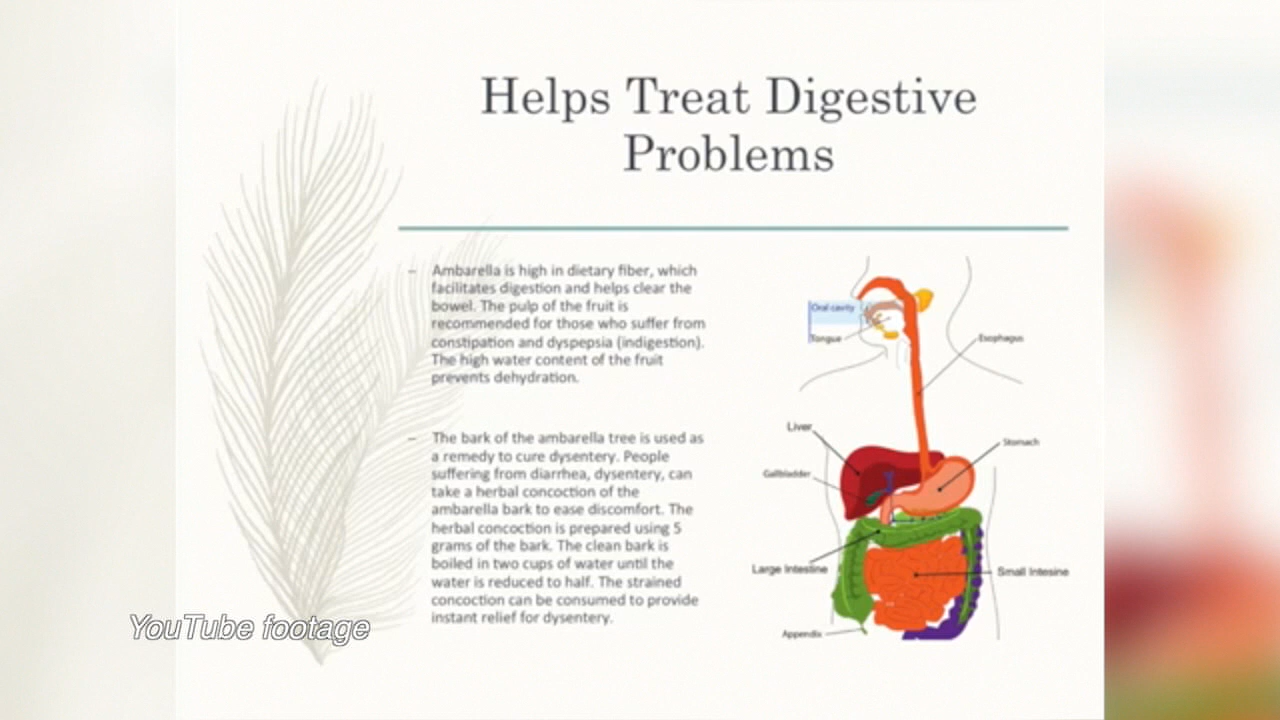 Helps Treat Digestive
Problems
– Ambarella is high in dietary fiber, which
facilitates digestion and helps clear the
bowel. The pulp of the fruit is
recommended for those who suffer from
constipation and dyspepsia (indigestion).
The high water content of the fruit
prevents dehydration.
– The bark of the ambarella tree is used as
a remedy to cure dysentery. People
suffering from diarrhea, dysentery, can
take a herbal concoction of the
ambarella bark to ease discomfort. The
herbal concoction is prepared using 5
grams of the bark. The clean bark is
boiled in two cups of water until the
water is reduced to half. The strained
concoction can be consumed to provide
instant relief for dysentery.
Oral cavity
Tongue
Esophagus
Liver
Stomach
Gallbladder
Large Intestine
Small Intesine
Appendix
YouTube footage